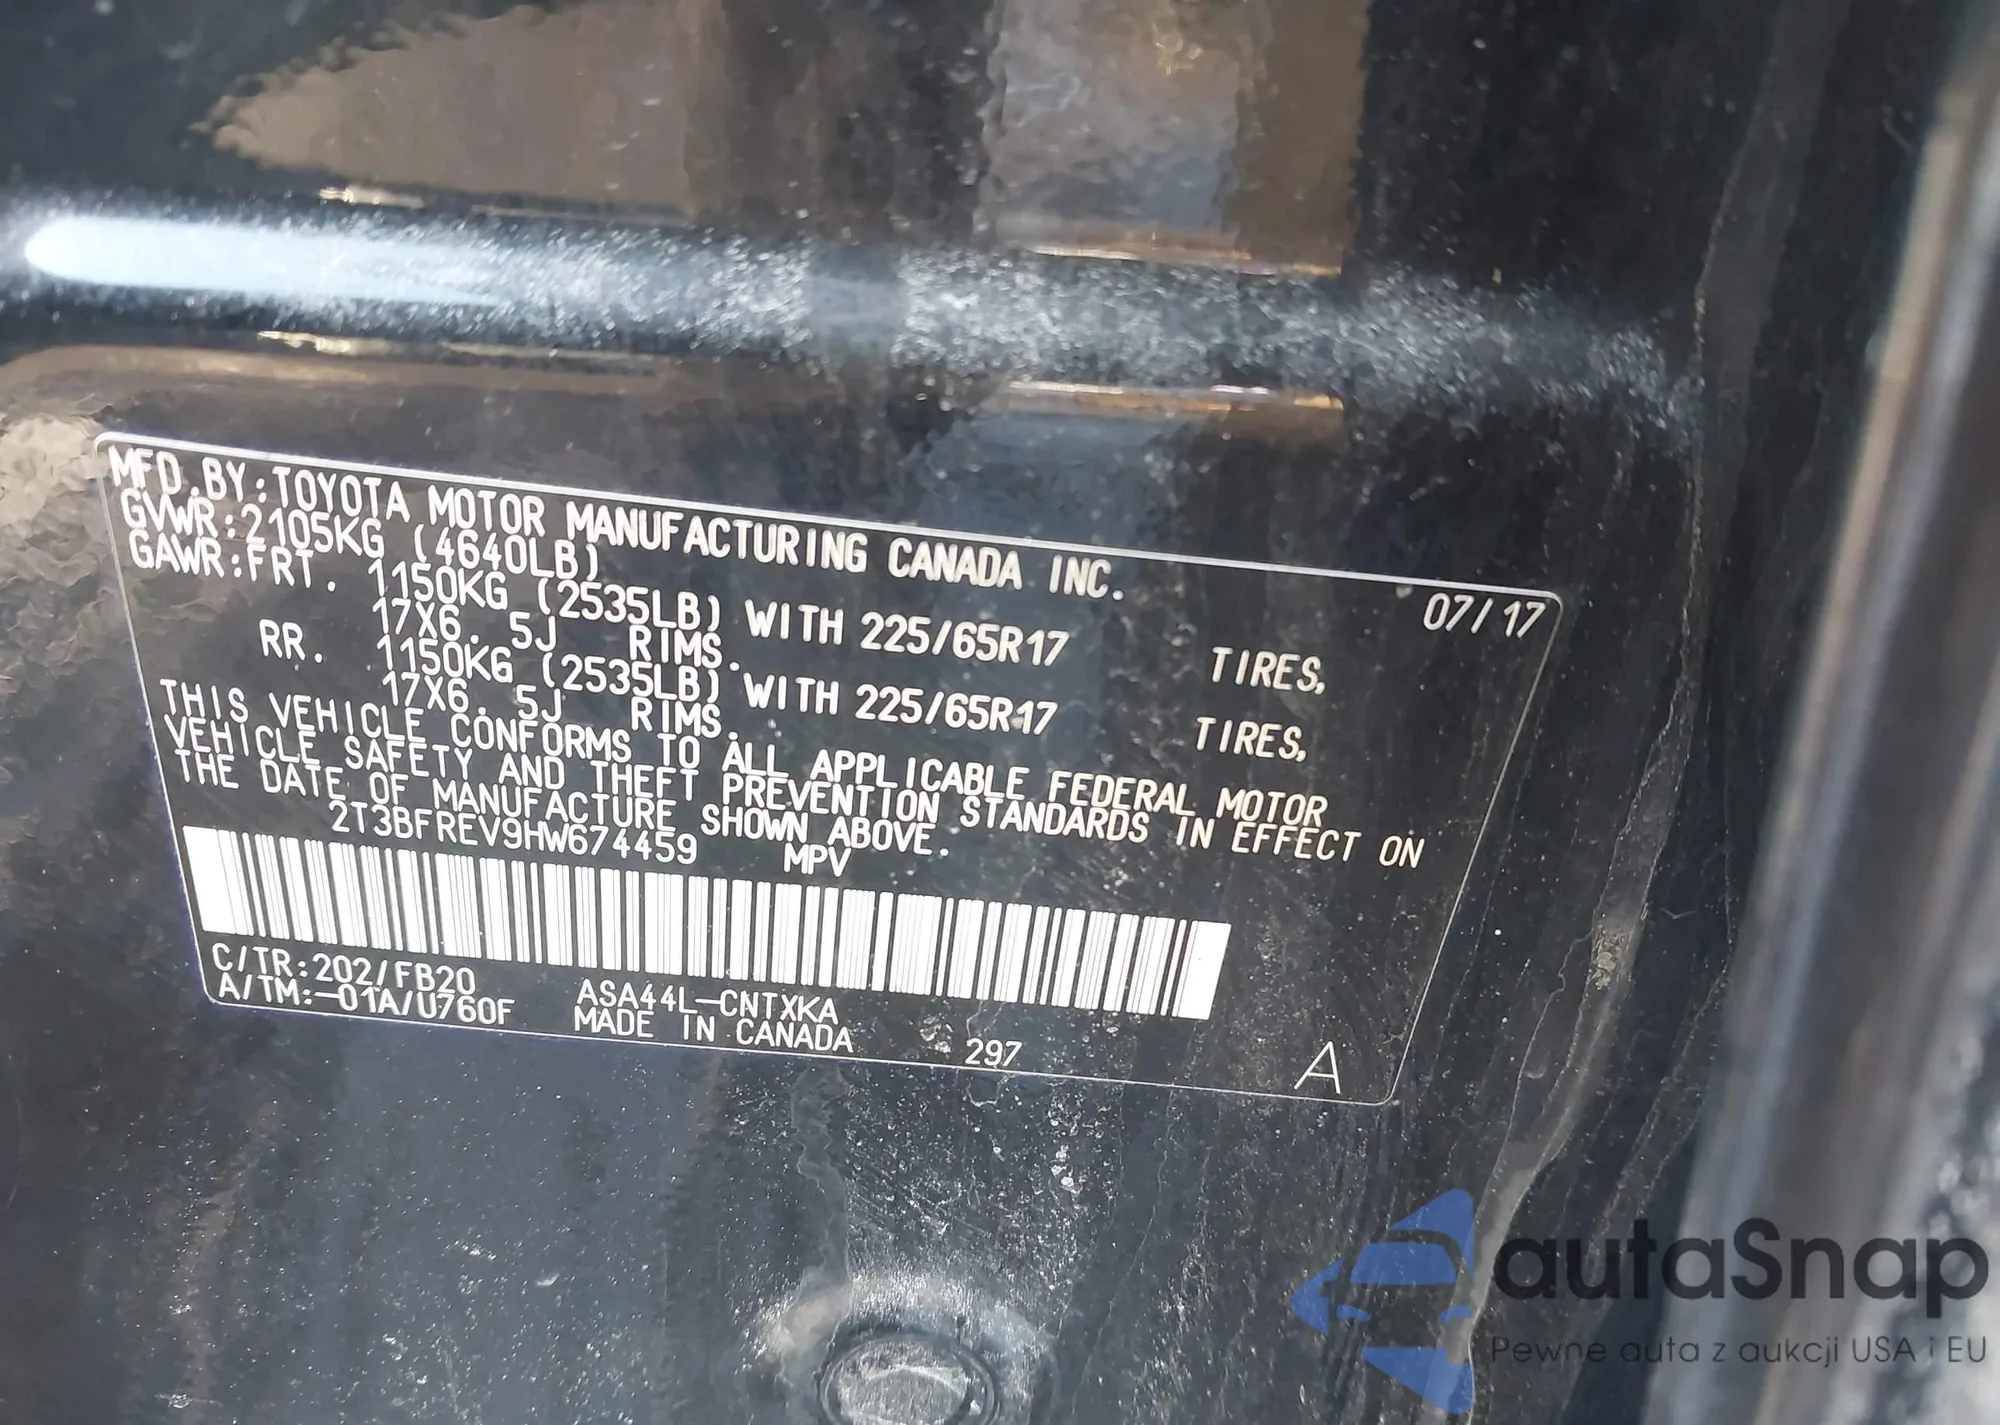 MFD.BY:TOYOTA MOTOR MANUFACTURING CANADA INC.
GVWR:2105KG (4640LB) 07/17
GAWR:FRT. 1150KG (2535LB) WITH 225/65R17 TIRES,
17X6.5J RIMS.
RR. 1150KG (2535LB) WITH 225/65R17 TIRES,
17X6.5J RIMS.
THIS VEHICLE CONFORMS TO ALL APPLICABLE FEDERAL MOTOR
VEHICLE SAFETY AND THEFT PREVENTION STANDARDS IN EFFECT ON
THE DATE OF MANUFACTURE SHOWN ABOVE.
2T3BFREV9HW674459 MPV
C/TR:202/FB20 ASA44L-CNTXKA
A/TM:-01A/U760F MADE IN CANADA 297 A
autaSnap
Pewne auta z aukcji USA i EU